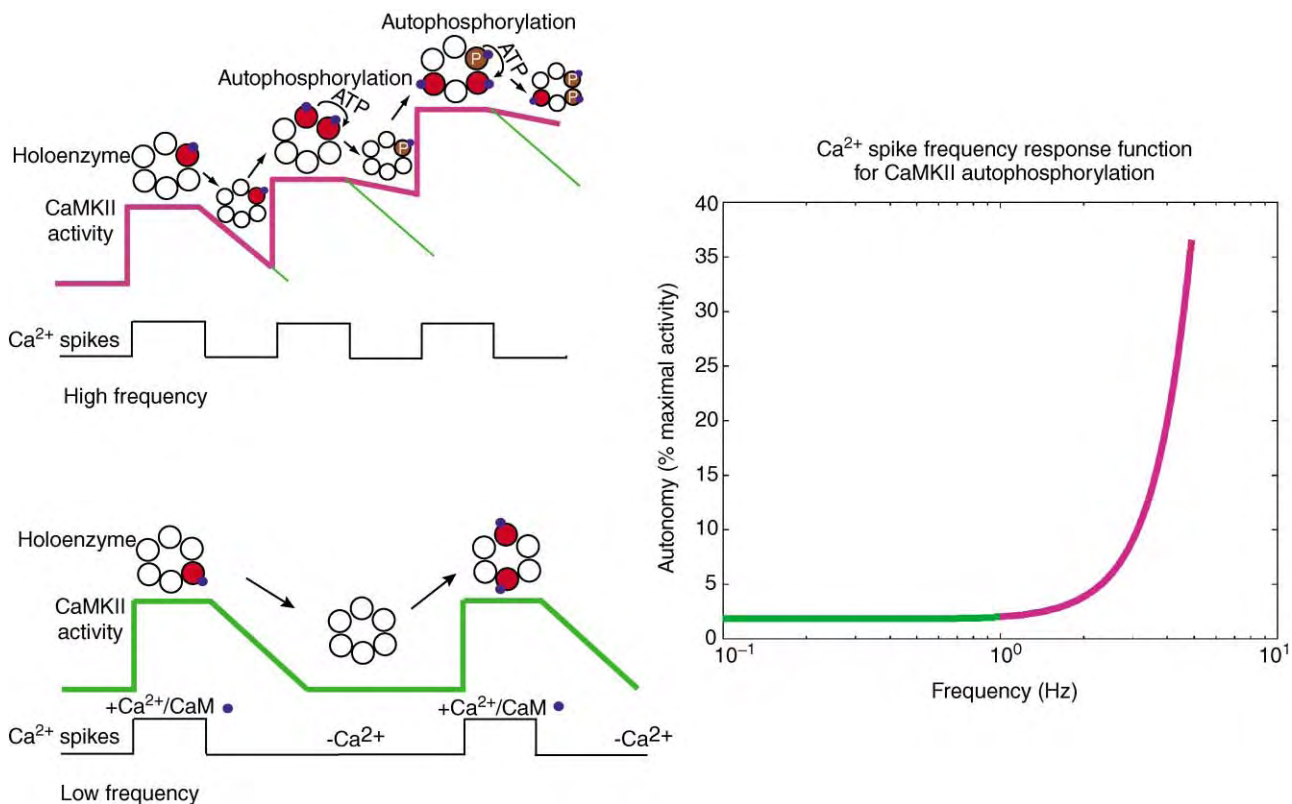 Autophosphorylation
Autophosphorylation
P
ATP
P
P
ATP
Holoenzyme
P
CaMKII
activity
Ca²⁺ spikes
High frequency
Holoenzyme
CaMKII
activity
+Ca²⁺/CaM
+Ca²⁺/CaM
Ca²⁺ spikes
-Ca²⁺
-Ca²⁺
Low frequency
Ca²⁺ spike frequency response function
for CaMKII autophosphorylation
Autonomy (% maximal activity)
40
35
30
25
20
15
10
5
0
10⁻¹
10⁰
10¹
Frequency (Hz)